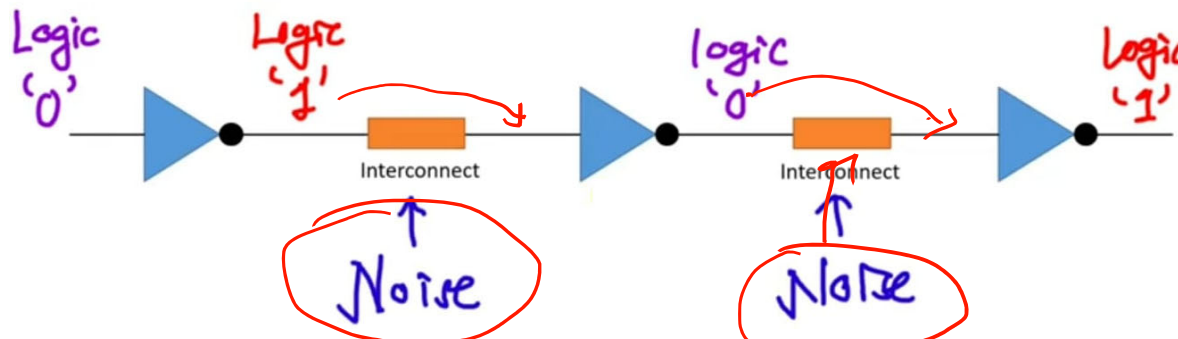 Logic
'0'
Logic
'1'
Interconnect
Noise
logic
'0'
Interconnect
Noise
Logic
'1'